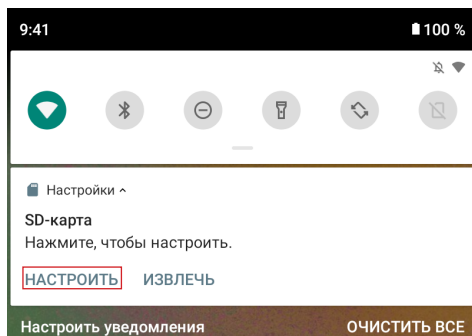 9:41 100 %
Настройки
SD-карта
Нажмите, чтобы настроить.
НАСТРОИТЬ ИЗВЛЕЧЬ
Настроить уведомления ОЧИСТИТЬ ВСЕ